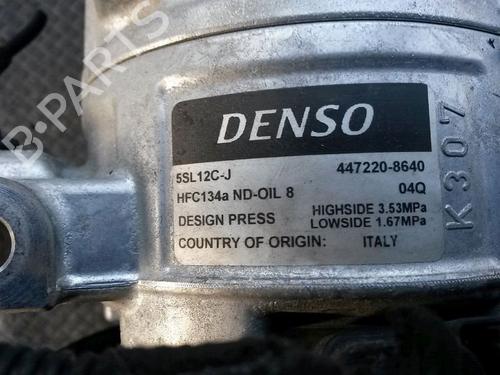 DENSO
5SL12C-J 447220-8640
HFC134a ND-OIL 8 04Q
DESIGN PRESS HIGHSIDE 3.53MPa
LOWSIDE 1.67MPa
COUNTRY OF ORIGIN: ITALY
K307
B-PARTS